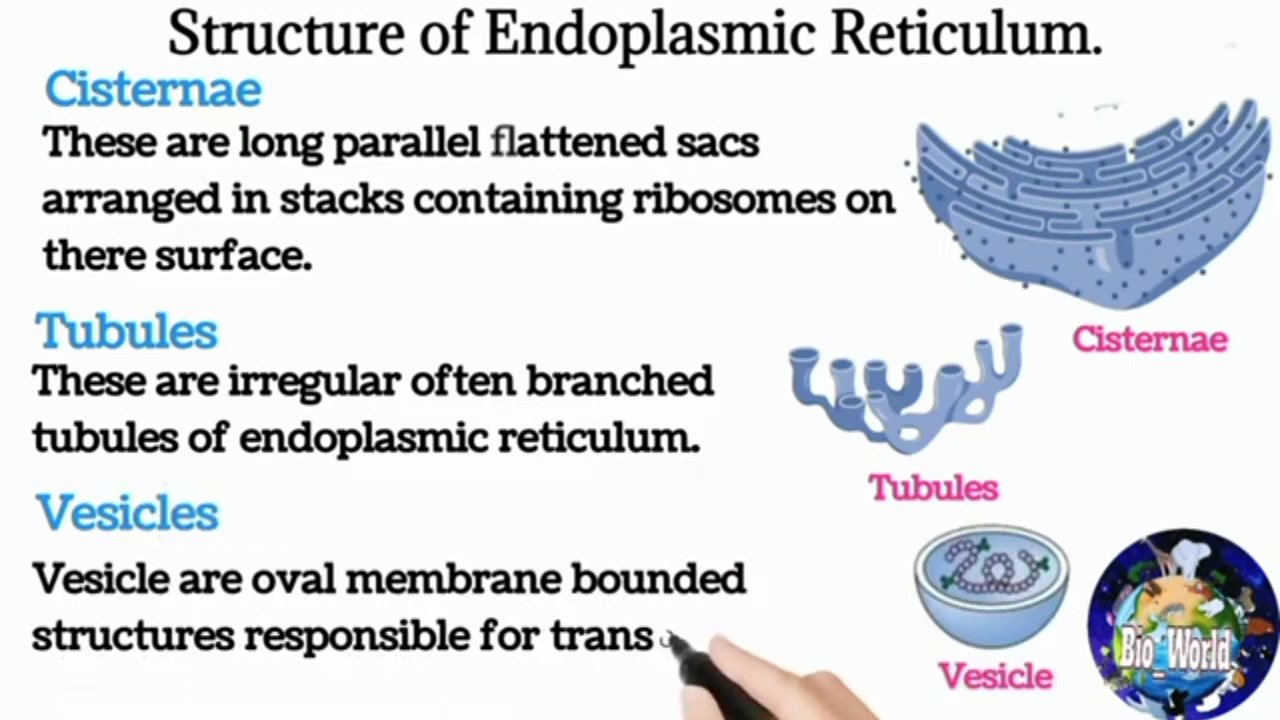 Structure of Endoplasmic Reticulum.
Cisternae
These are long parallel flattened sacs
arranged in stacks containing ribosomes on
there surface.
Cisternae
Tubules
These are irregular often branched
tubules of endoplasmic reticulum.
Tubules
Vesicles
Vesicle are oval membrane bounded
structures responsible for trans
Vesicle
Bio_World